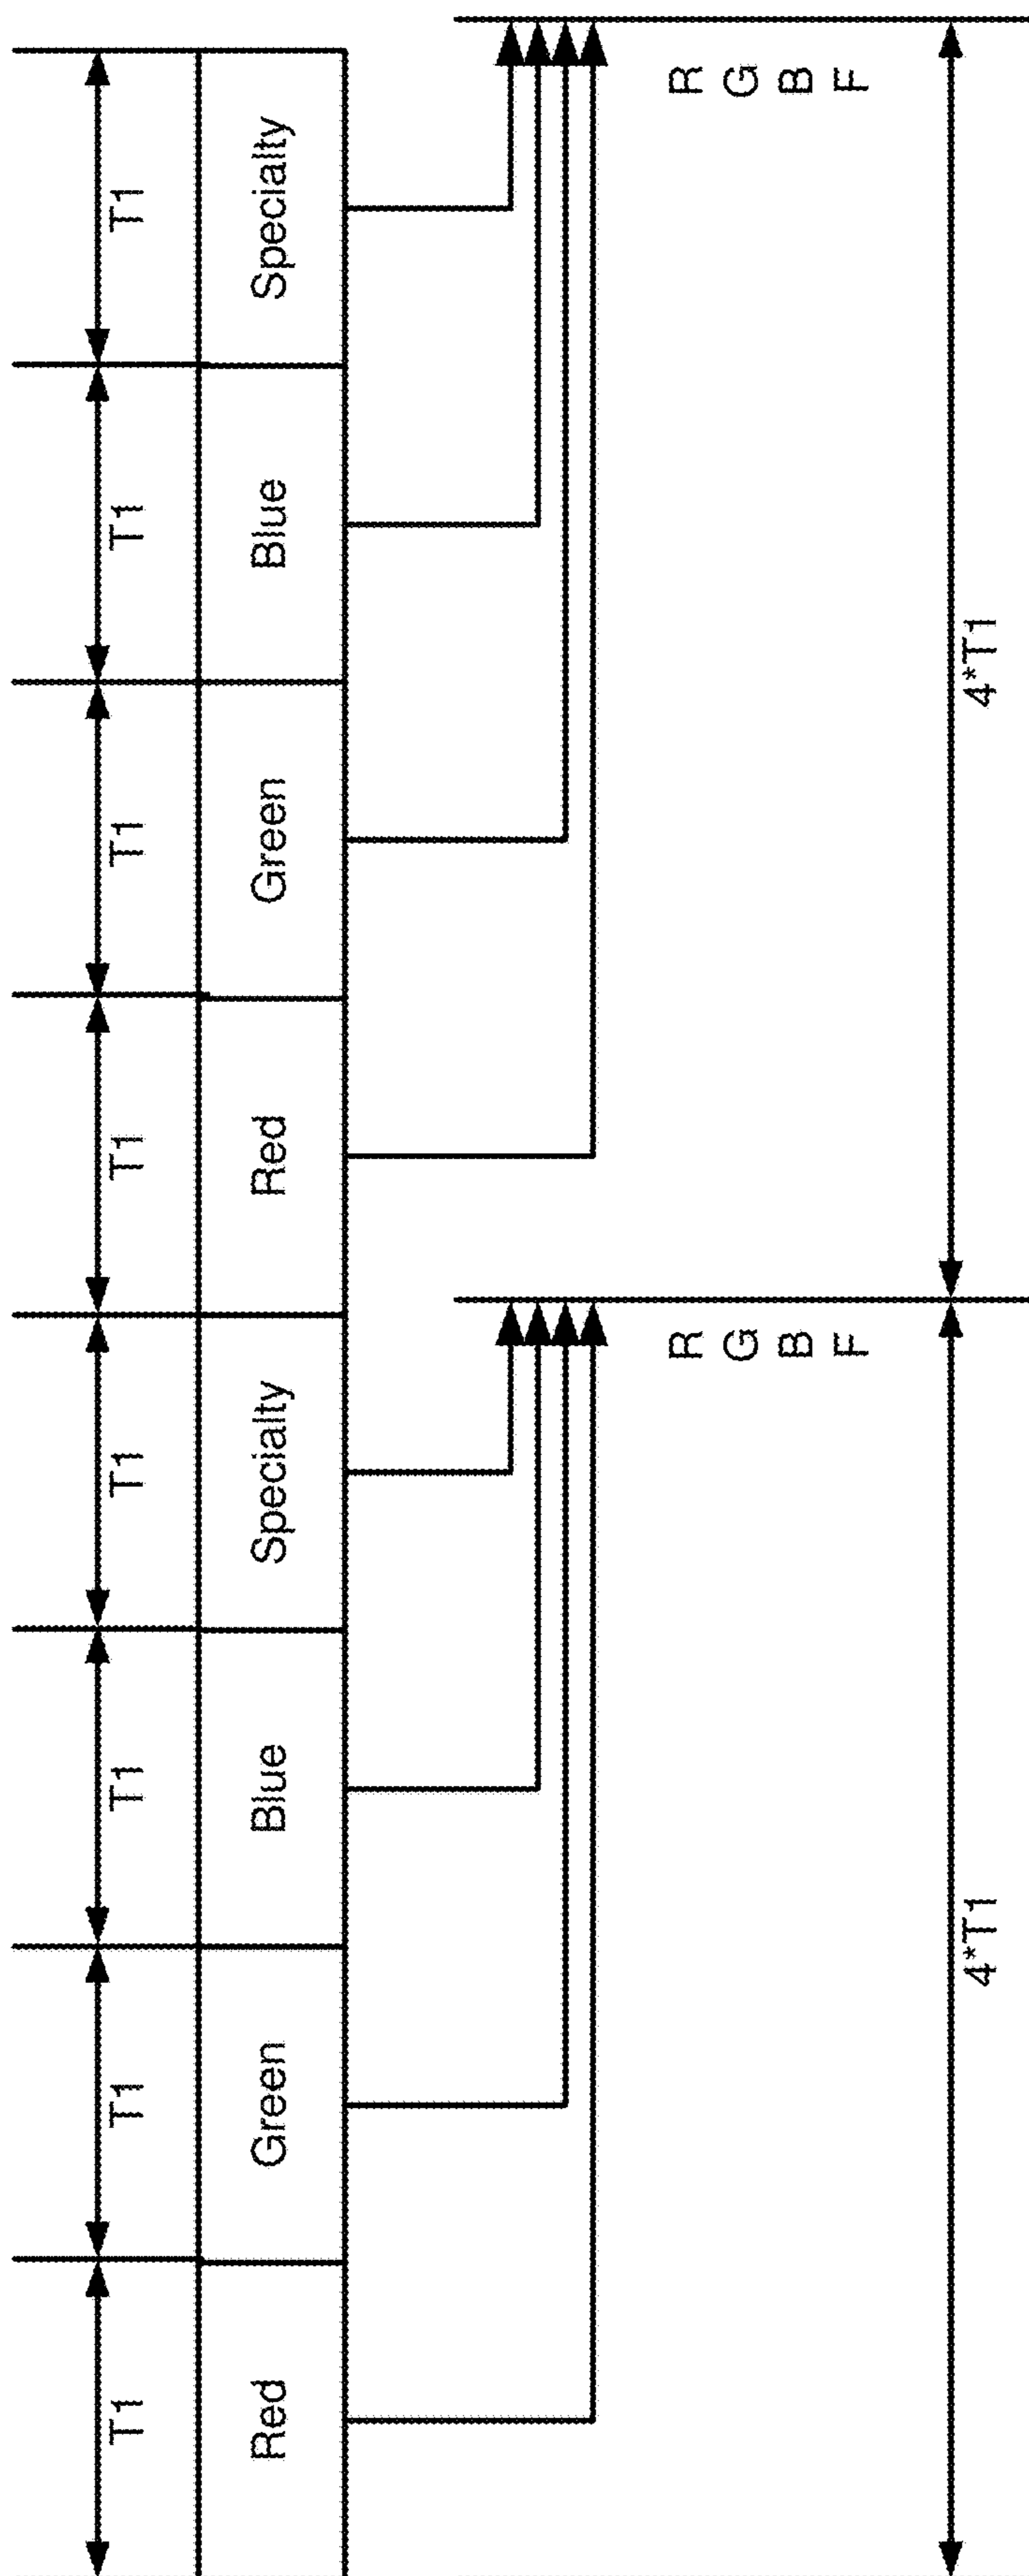 T1 T1 T1 T1 T1 T1 T1 T1
Red Green Blue Specialty Red Green Blue Specialty
R R
G G
B B
F F
4*T1 4*T1